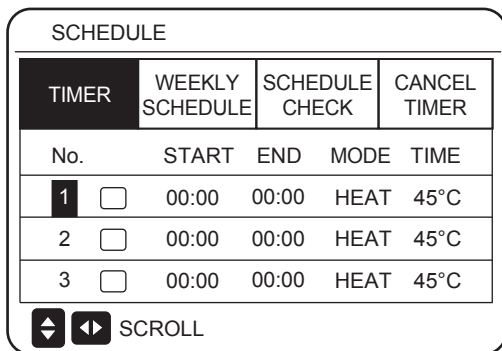 SCHEDULE
TIMER WEEKLY SCHEDULE SCHEDULE CHECK CANCEL TIMER
No. START END MODE TIME
1 00:00 00:00 HEAT 45°C
2 00:00 00:00 HEAT 45°C
3 00:00 00:00 HEAT 45°C
SCROLL